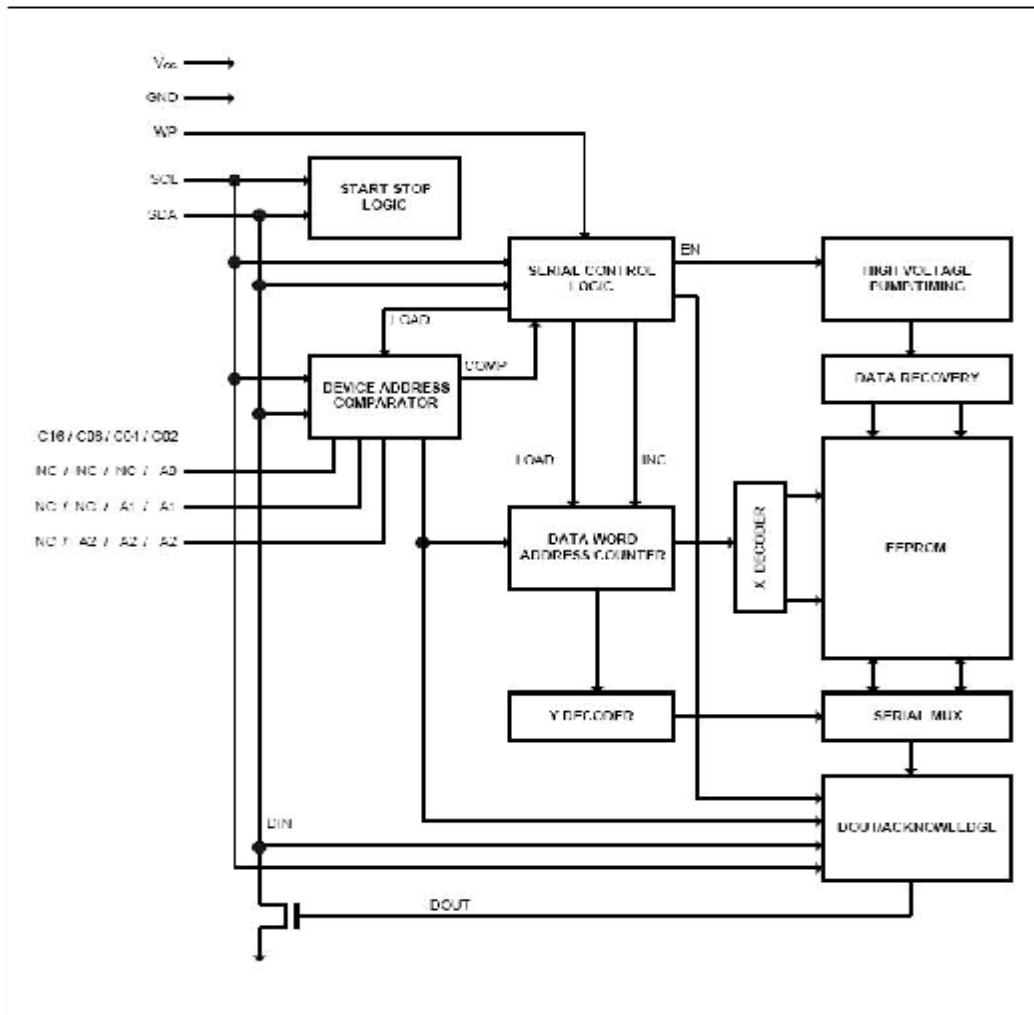 Vcc
GND
WP
SCL
SDA
START STOP
LOGIC
SERIAL CONTROL
LOGIC
EN
HIGH VOLTAGE
PUMP/TIMING
LOAD
COMP
DEVICE ADDRESS
COMPARATOR
DATA RECOVERY
C16 / C08 / C04 / C02
NC / NC / NC / A0
NC / NC / A1 / A1
NC / A2 / A2 / A2
LOAD
INC
DATA WORD
ADDRESS COUNTER
X DECODER
EEPROM
Y DECODER
SERIAL MUX
DIN
DOUT/ACKNOWLEDGE
DOUT